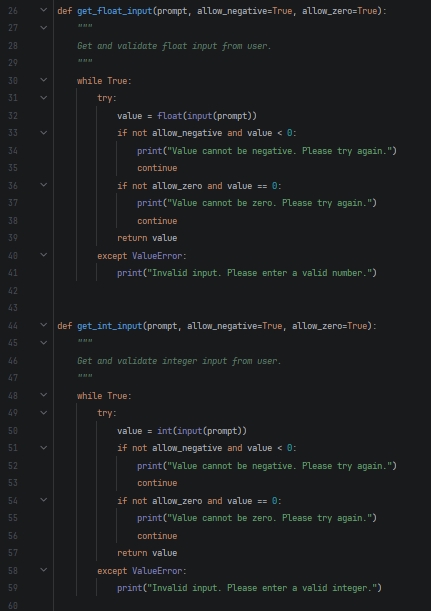 26 def get_float_input(prompt, allow_negative=True, allow_zero=True):
27     """
28     Get and validate float input from user.
29     """
30     while True:
31         try:
32             value = float(input(prompt))
33             if not allow_negative and value < 0:
34                 print("Value cannot be negative. Please try again.")
35                 continue
36             if not allow_zero and value == 0:
37                 print("Value cannot be zero. Please try again.")
38                 continue
39             return value
40         except ValueError:
41             print("Invalid input. Please enter a valid number.")
42
43
44 def get_int_input(prompt, allow_negative=True, allow_zero=True):
45     """
46     Get and validate integer input from user.
47     """
48     while True:
49         try:
50             value = int(input(prompt))
51             if not allow_negative and value < 0:
52                 print("Value cannot be negative. Please try again.")
53                 continue
54             if not allow_zero and value == 0:
55                 print("Value cannot be zero. Please try again.")
56                 continue
57             return value
58         except ValueError:
59             print("Invalid input. Please enter a valid integer.")
60